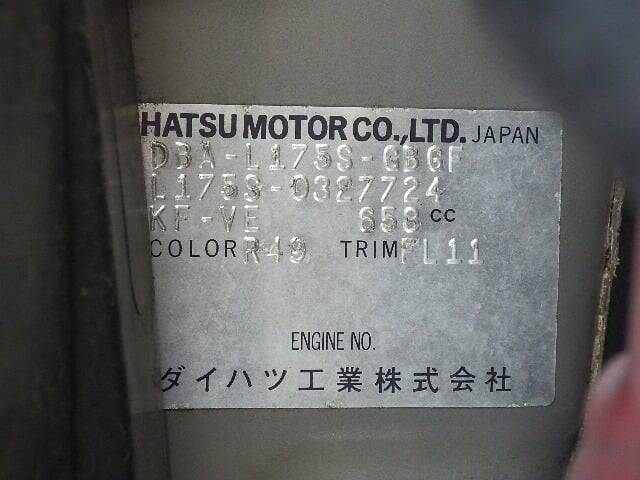 HATSU MOTOR CO.,LTD. JAPAN
DBA-L175S-GBGF
L175S-0327724
KF-VE 658 CC
COLOR R49 TRIM FL11
ENGINE NO.
ダイハツ工業株式会社